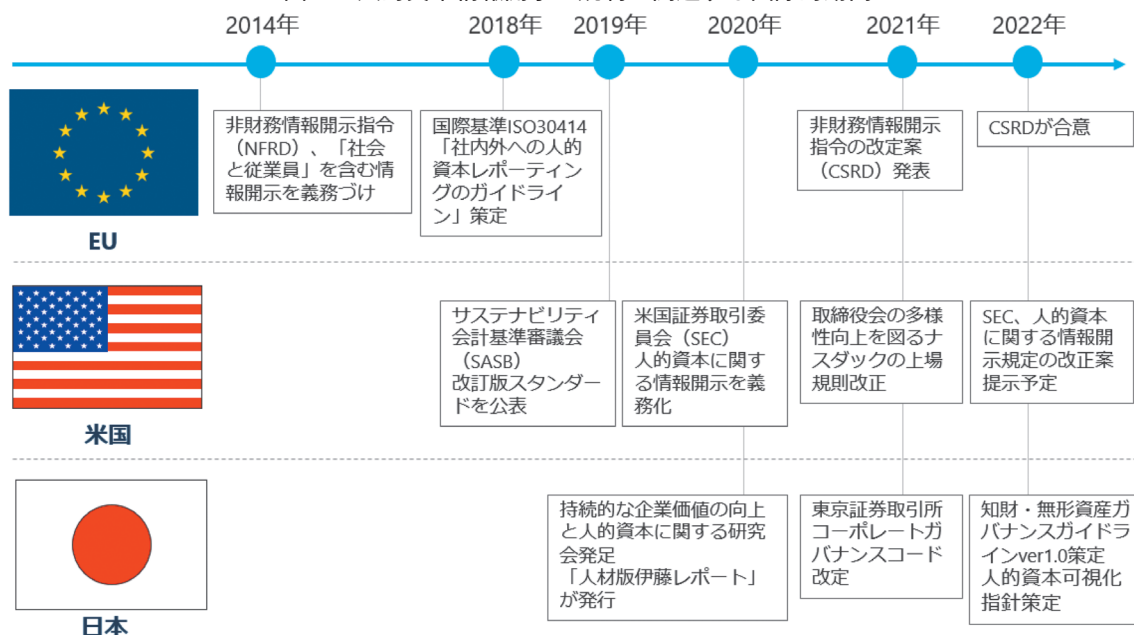 2014年
2018年
2019年
2020年
2021年
2022年
非財務情報開示指令
（NFRD）、「社会
と従業員」を含む情
報開示を義務づけ
国際基準ISO30414
「社内外への人的
資本レポーティン
グのガイドライ
ン」策定
非財務情報開示
指令の改定案
（CSRD）発表
CSRDが合意
EU
サステナビリティ
会計基準審議会
（SASB）
改訂版スタンダー
ドを公表
米国証券取引委
員会（SEC）
人的資本に関す
る情報開示を義
務化
取締役会の多様
性向上を図るナ
スダックの上場
規則改正
SEC、人的資本
に関する情報開
示規定の改正案
提示予定
米国
持続的な企業価値の向上
と人的資本に関する研究
会発足
「人材版伊藤レポート」
が発行
東京証券取引所
コーポレートガ
バナンスコード
改定
知財・無形資産ガ
バナンスガイドラ
インver1.0策定
人的資本可視化
指針策定
日本